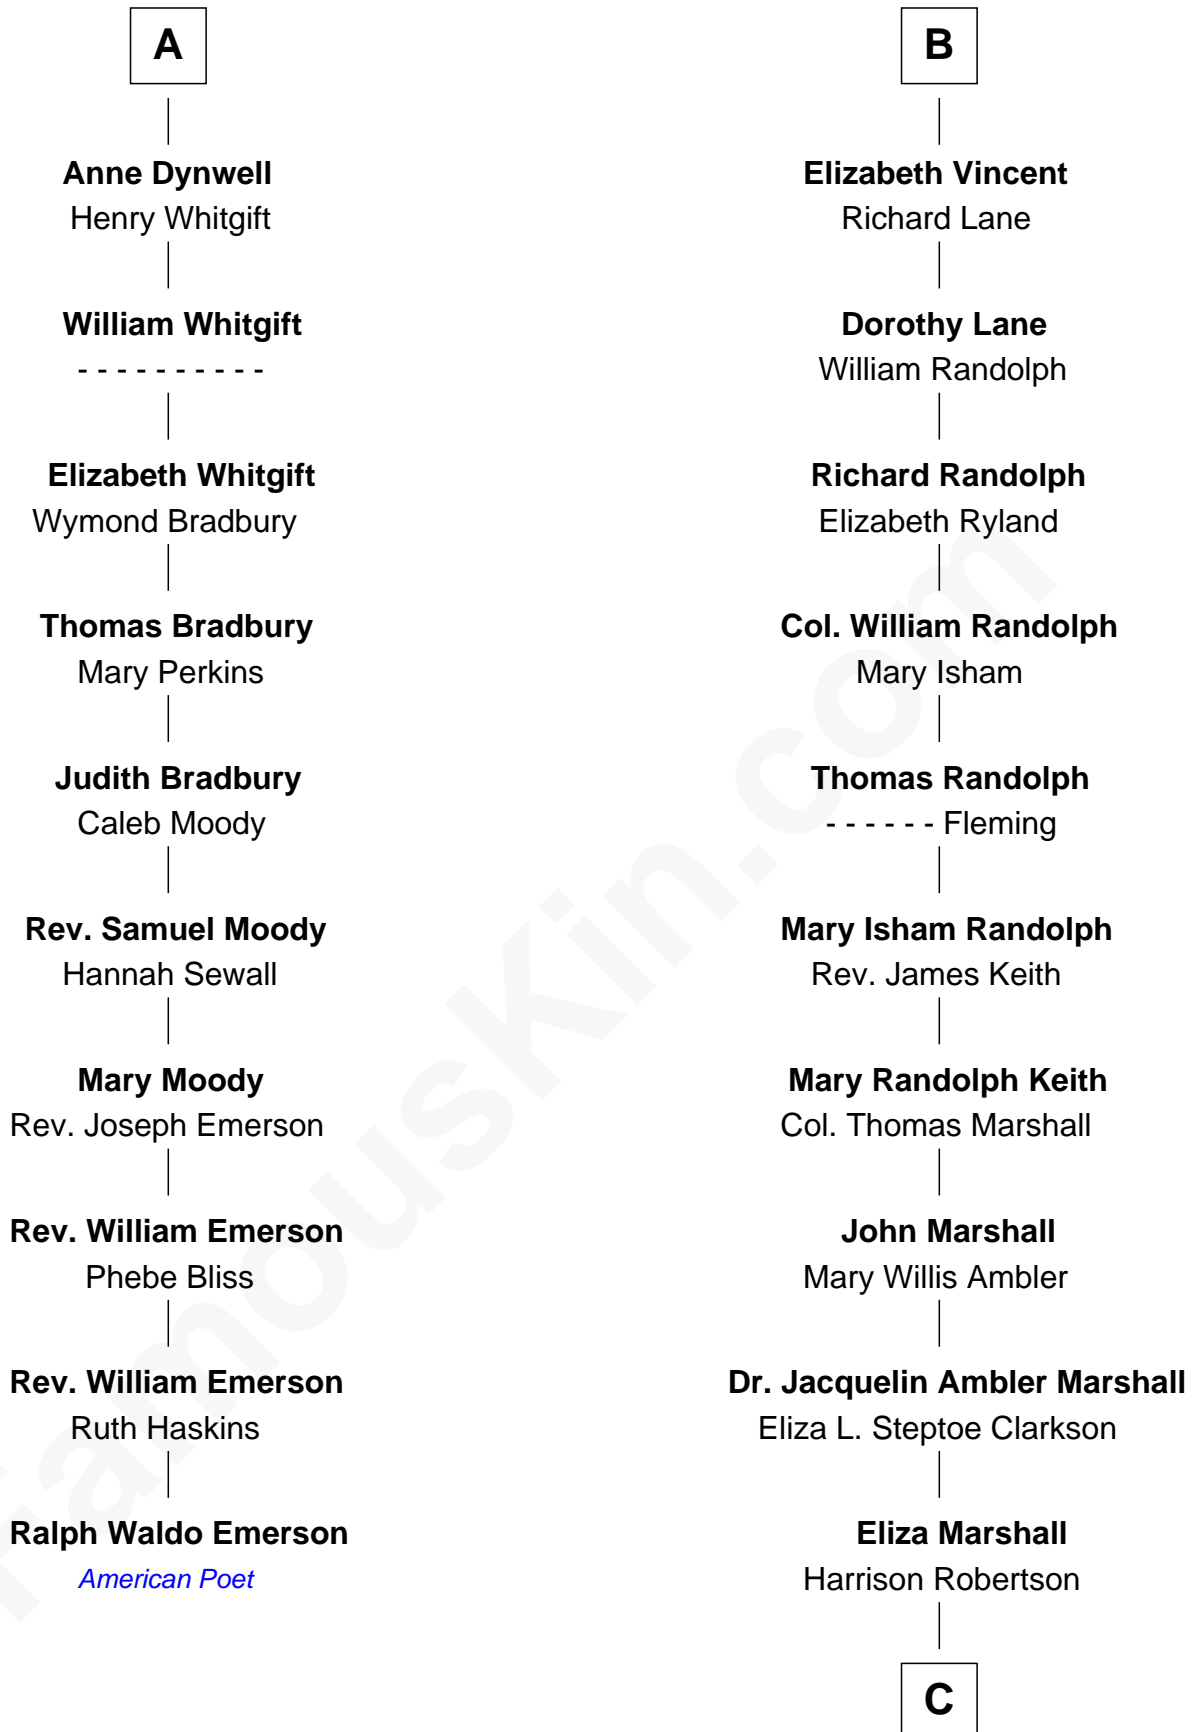 A
Anne Dynwell
Henry Whitgift
William Whitgift
- - - - - - - - - -
Elizabeth Whitgift
Wymond Bradbury
Thomas Bradbury
Mary Perkins
Judith Bradbury
Caleb Moody
Rev. Samuel Moody
Hannah Sewall
Mary Moody
Rev. Joseph Emerson
Rev. William Emerson
Phebe Bliss
Rev. William Emerson
Ruth Haskins
Ralph Waldo Emerson
American Poet
B
Elizabeth Vincent
Richard Lane
Dorothy Lane
William Randolph
Richard Randolph
Elizabeth Ryland
Col. William Randolph
Mary Isham
Thomas Randolph
- - - - - - Fleming
Mary Isham Randolph
Rev. James Keith
Mary Randolph Keith
Col. Thomas Marshall
John Marshall
Mary Willis Ambler
Dr. Jacquelin Ambler Marshall
Eliza L. Steptoe Clarkson
Eliza Marshall
Harrison Robertson
C
FamousKin.com